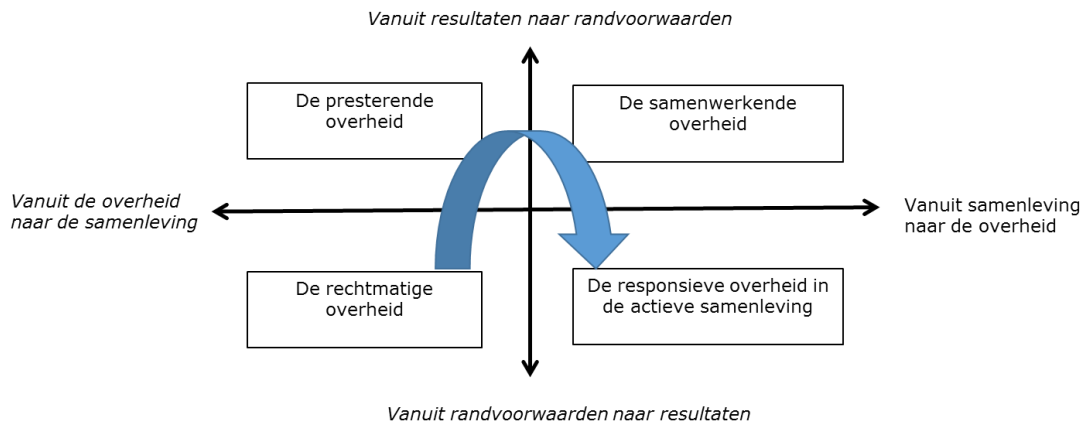 Vanuit resultaten naar randvoorwaarden
De presterende
overheid
De samenwerkende
overheid
Vanuit de overheid
naar de samenleving
Vanuit samenleving
naar de overheid
De rechtmatige
overheid
De responsieve overheid in
de actieve samenleving
Vanuit randvoorwaarden naar resultaten